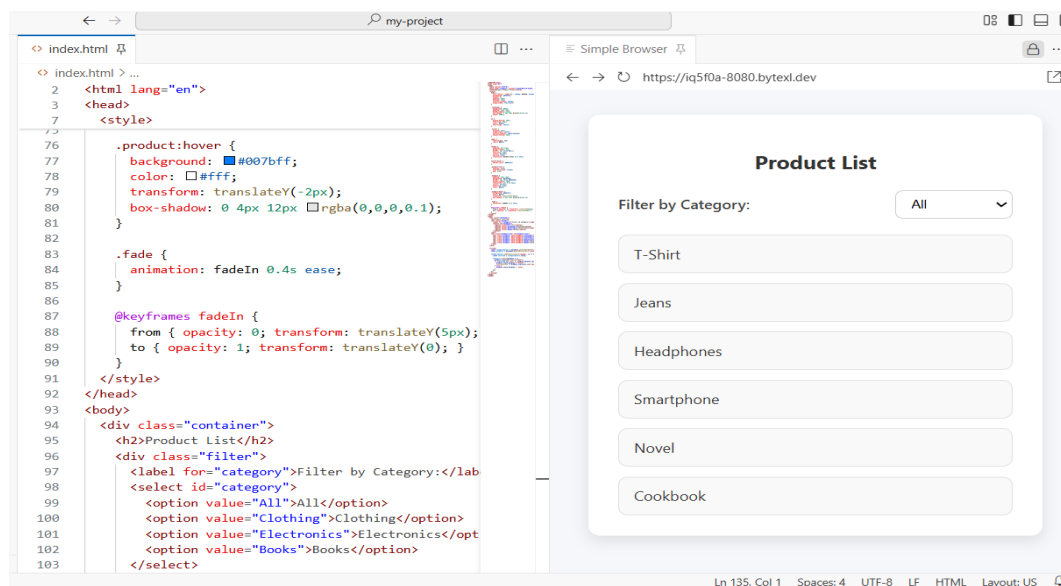 my-project
index.html
index.html > ...
2 <html lang="en">
3 <head>
7 <style>
76 .product:hover {
77 background: #007bff;
78 color: #fff;
79 transform: translateY(-2px);
80 box-shadow: 0 4px 12px rgba(0,0,0,0.1);
81 }
82
83 .fade {
84 animation: fadeIn 0.4s ease;
85 }
86
87 @keyframes fadeIn {
88 from { opacity: 0; transform: translateY(5px);
89 to { opacity: 1; transform: translateY(0); }
90 }
91 </style>
92 </head>
93 <body>
94 <div class="container">
95 <h2>Product List</h2>
96 <div class="filter">
97 <label for="category">Filter by Category:</lab
98 <select id="category">
99 <option value="All">All</option>
100 <option value="Clothing">Clothing</option>
101 <option value="Electronics">Electronics</opt
102 <option value="Books">Books</option>
103 </select>
Simple Browser
https://iq5f0a-8080.bytexl.dev
Product List
Filter by Category:
All
T-Shirt
Jeans
Headphones
Smartphone
Novel
Cookbook
Ln 135, Col 1 Spaces: 4 UTF-8 LF HTML Layout: US